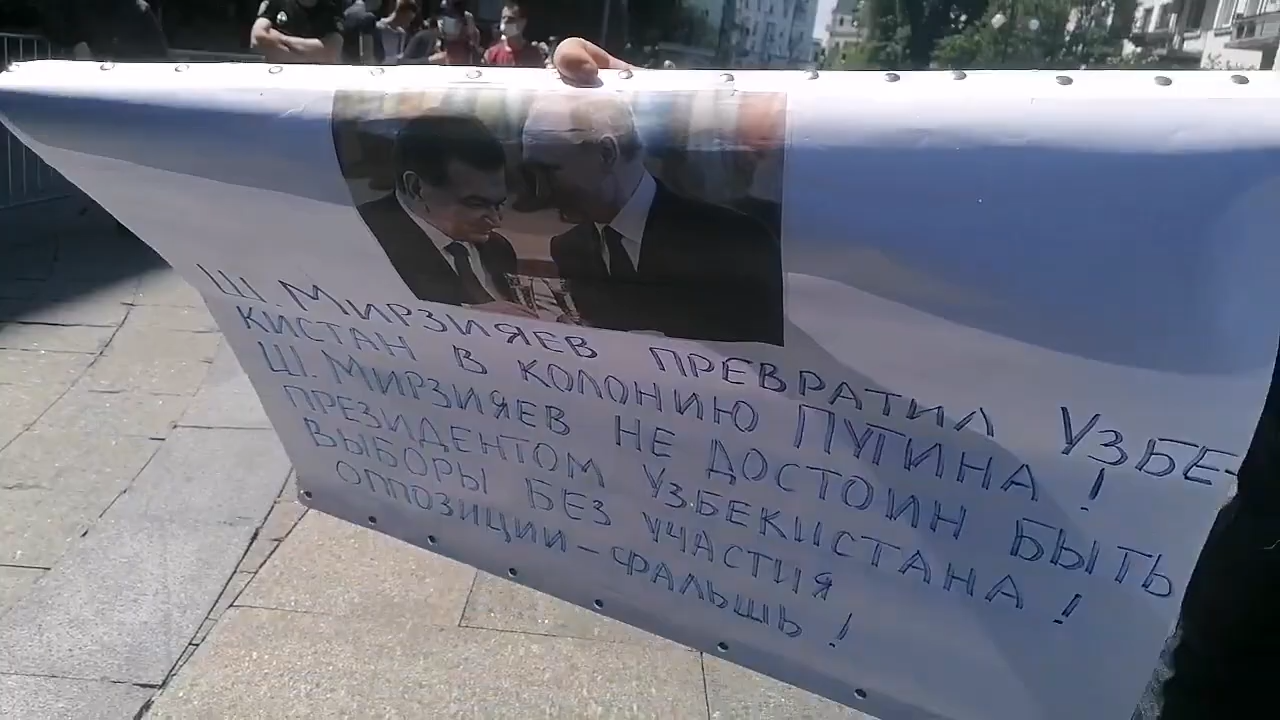 Ш. МИРЗИЯЕВ ПРЕВРАТИЛ УЗБЕ-
КИСТАН В КОЛОНИЮ ПУТИНА !
Ш. МИРЗИЯЕВ НЕ ДОСТОИН БЫТЬ
ПРЕЗИДЕНТОМ УЗБЕКИСТАНА !
ВЫБОРЫ БЕЗ УЧАСТИЯ
ОППОЗИЦИИ – ФАЛЬШЬ !